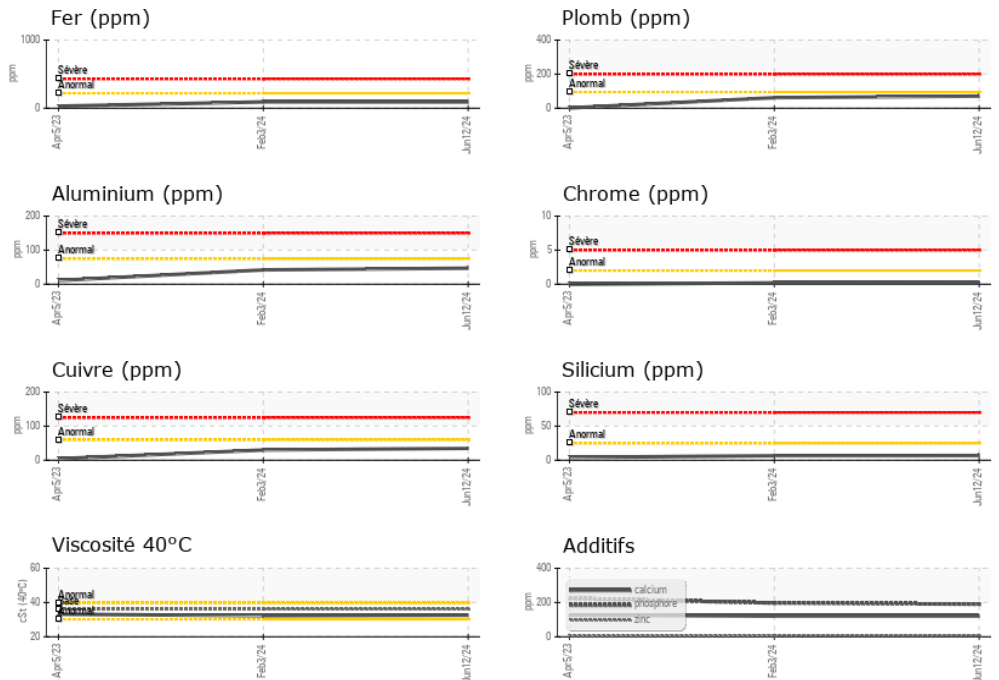 Fer (ppm)
1000
500
0
ppm
Sévère
Anormal
Apr5/23
Feb3/24
Jun12/24
Plomb (ppm)
400
200
0
ppm
Sévère
Anormal
Apr5/23
Feb3/24
Jun12/24
Aluminium (ppm)
200
100
0
ppm
Sévère
Anormal
Apr5/23
Feb3/24
Jun12/24
Chrome (ppm)
10
5
0
ppm
Sévère
Anormal
Apr5/23
Feb3/24
Jun12/24
Cuivre (ppm)
200
100
0
ppm
Sévère
Anormal
Apr5/23
Feb3/24
Jun12/24
Silicium (ppm)
100
50
0
ppm
Sévère
Anormal
Apr5/23
Feb3/24
Jun12/24
Viscosité 40°C
60
40
20
cSt (40°C)
Anormal
Base
Anormal
Apr5/23
Feb3/24
Jun12/24
Additifs
400
200
0
ppm
calcium
phosphore
zinc
Apr5/23
Feb3/24
Jun12/24